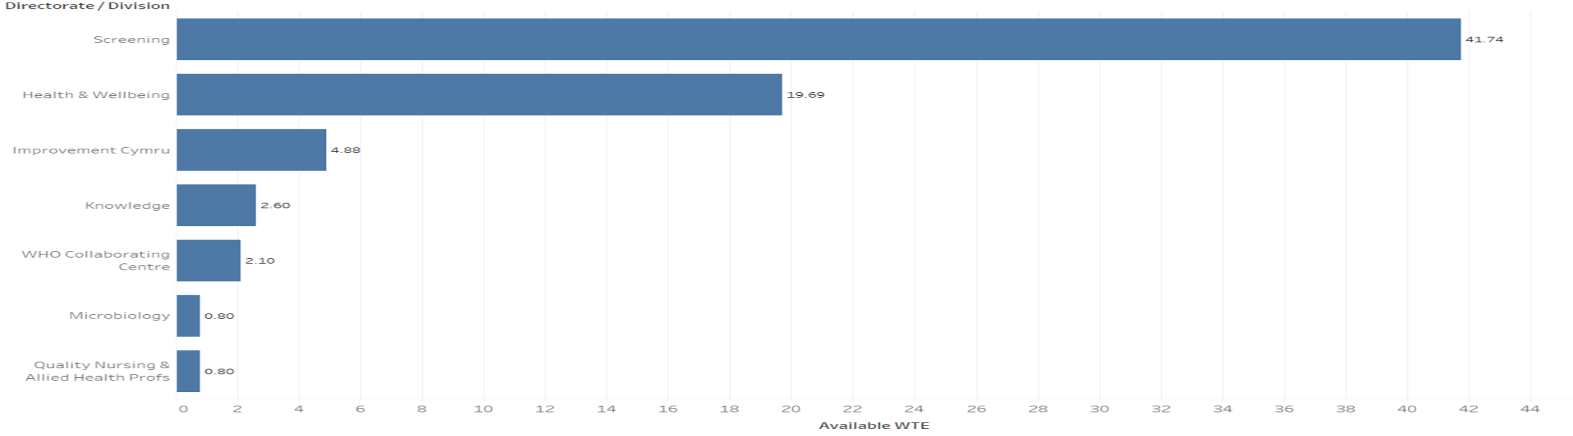 Directorate / Division
Screening
41.74
Health & Wellbeing
19.69
Improvement Cymru
4.88
Knowledge
2.60
WHO Collaborating
Centre
2.10
Microbiology
0.80
Quality Nursing &
Allied Health Profs
0.80
0 2 4 6 8 10 12 14 16 18 20 22 24 26 28 30 32 34 36 38 40 42 44
Available WTE